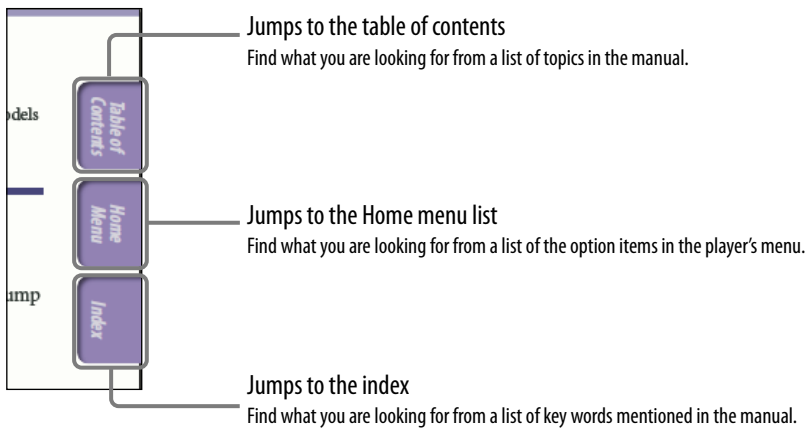 Jumps to the table of contents
Find what you are looking for from a list of topics in the manual.
odels
Table of
Contents
Jumps to the Home menu list
Find what you are looking for from a list of the option items in the player’s menu.
Home
Menu
ump
Index
Jumps to the index
Find what you are looking for from a list of key words mentioned in the manual.